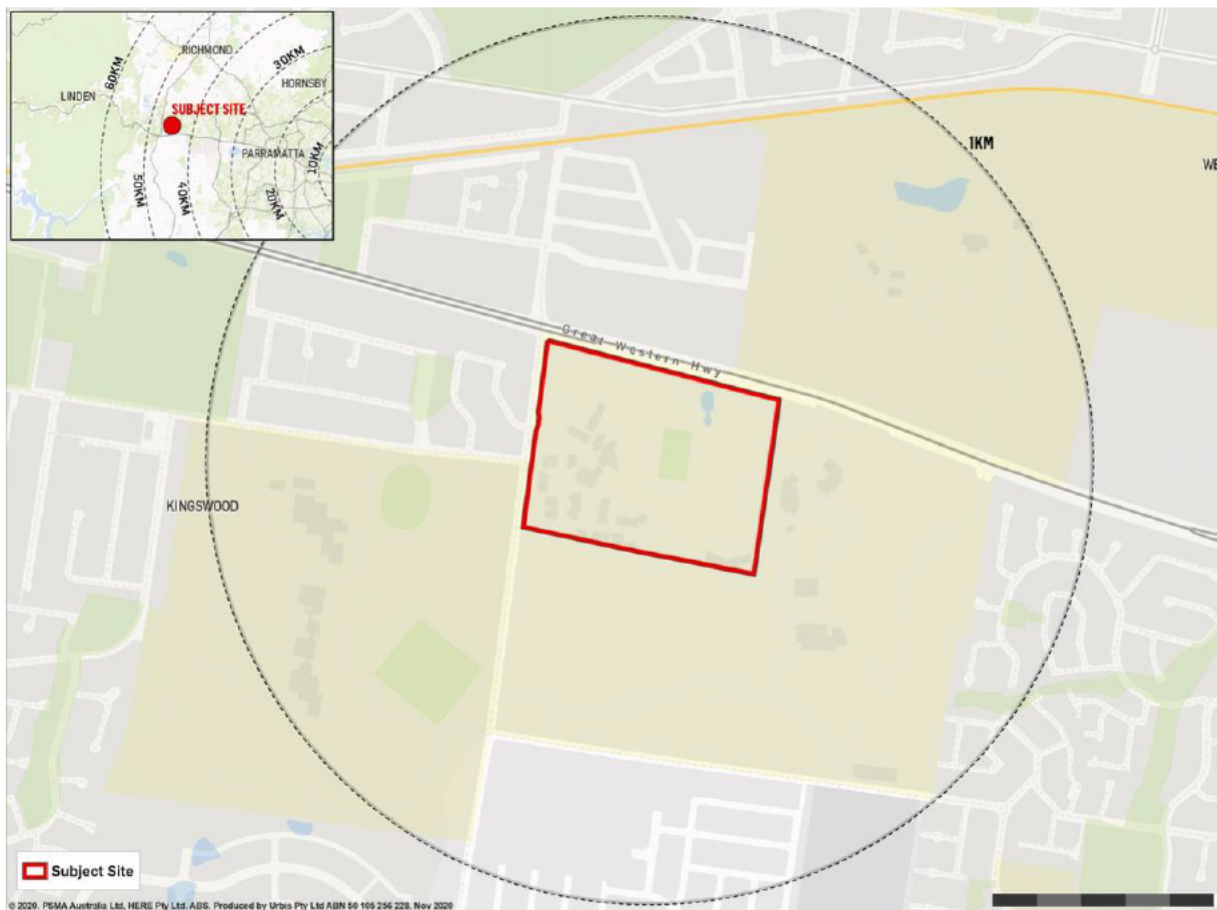 RICHMOND
60KM
30KM
LINDEN
HORNSBY
SUBJECT SITE
PARRAMATTA
10KM
50KM
40KM
20KM
1KM
WE
Great Western Hwy
KINGSWOOD
Subject Site
© 2020. PSMA Australia Ltd, HERE Pty Ltd. ABS. Produced by Urbis Pty Ltd ABN 50 105 256 228. Nov 2020